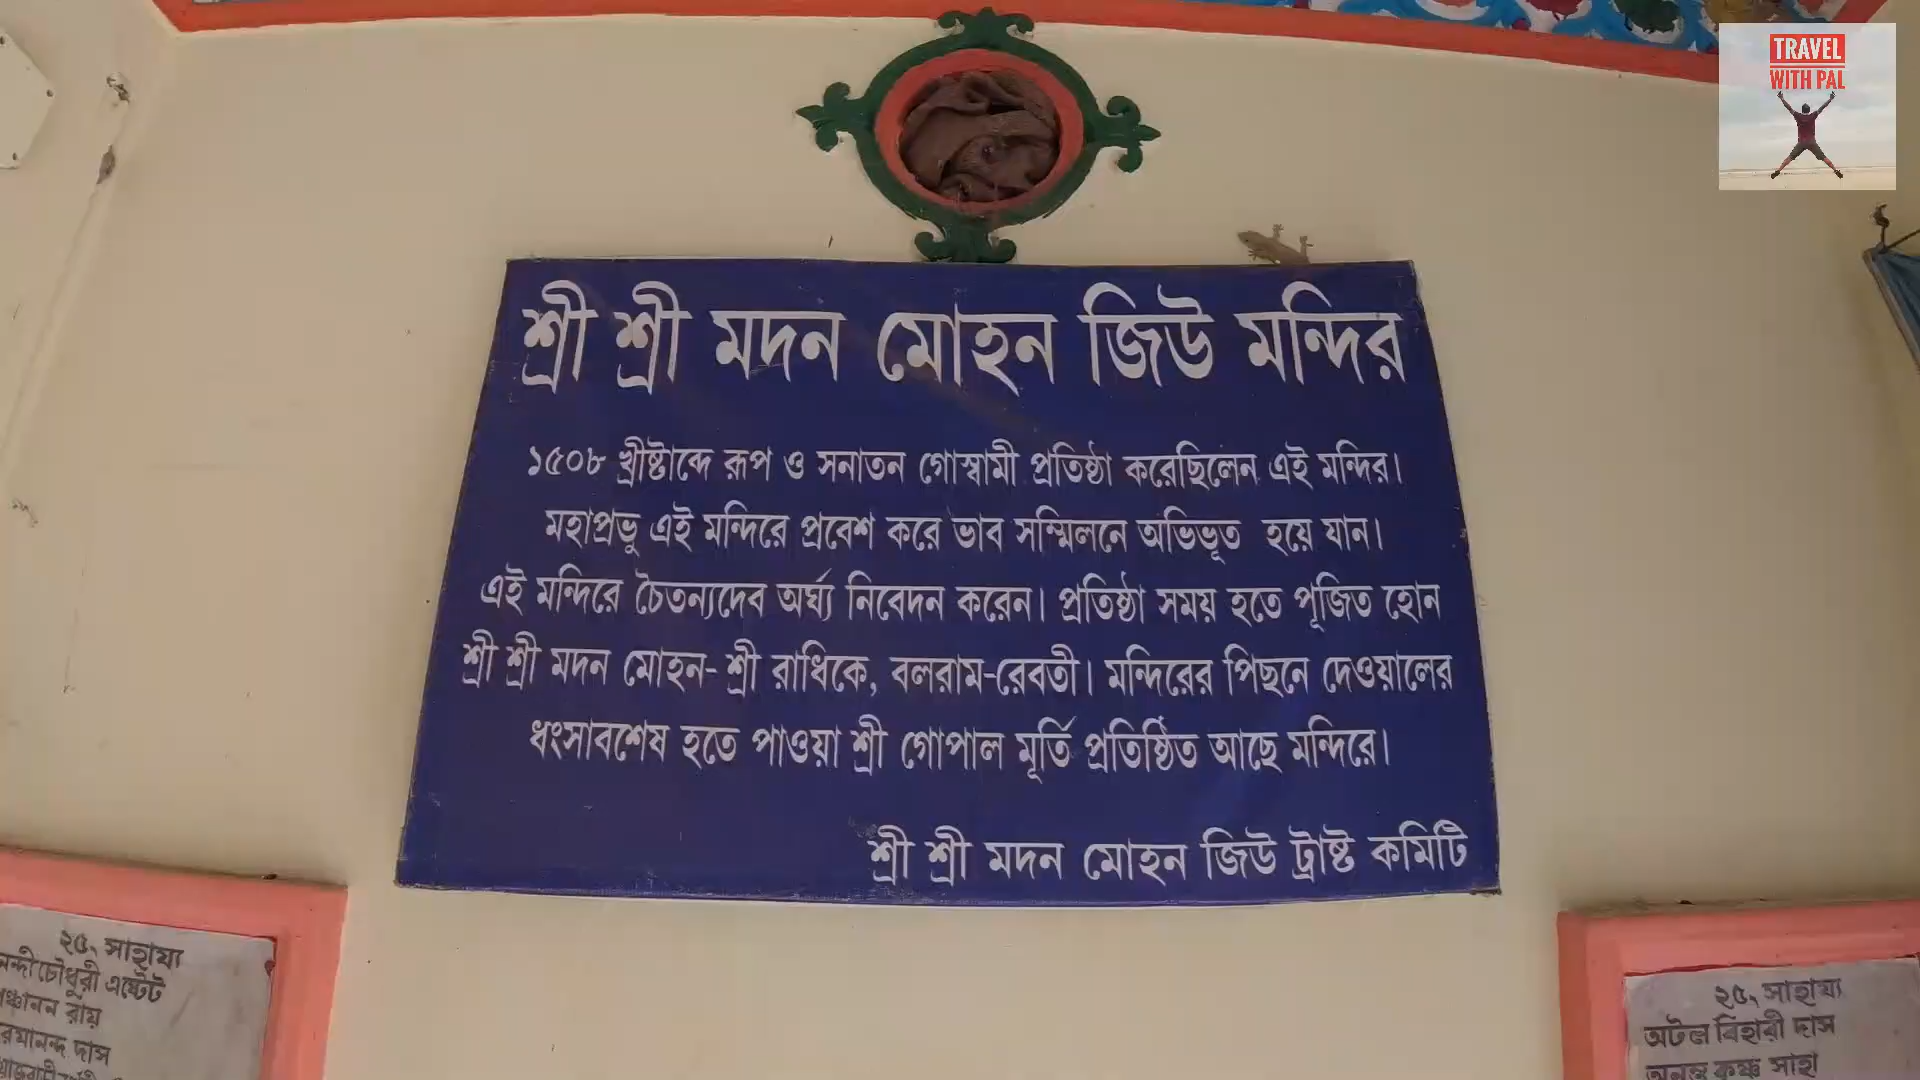 TRAVEL
WITH PAL
শ্রী শ্রী মদন মোহন জিউ মন্দির
১৫০৮ খ্রীষ্টাব্দে রূপ ও সনাতন গোস্বামী প্রতিষ্ঠা করেছিলেন এই মন্দির।
মহাপ্রভু এই মন্দিরে প্রবেশ করে ভাব সম্মিলনে অভিভূত হয়ে যান।
এই মন্দিরে চৈতন্যদেব অর্ঘ্য নিবেদন করেন। প্রতিষ্ঠা সময় হতে পূজিত হোন
শ্রী শ্রী মদন মোহন- শ্রী রাধিকে, বলরাম-রেবতী। মন্দিরের পিছনে দেওয়ালের
ধংসাবশেষ হতে পাওয়া শ্রী গোপাল মূর্তি প্রতিষ্ঠিত আছে মন্দিরে।
শ্রী শ্রী মদন মোহন জিউ ট্রাষ্ট কমিটি
২৫৲ সাহায্য
চৌধুরী এষ্টেট
রায়
দাস
২৫৲ সাহায্য
অটল বিহারী দাস
কৃষ্ণ সাহা